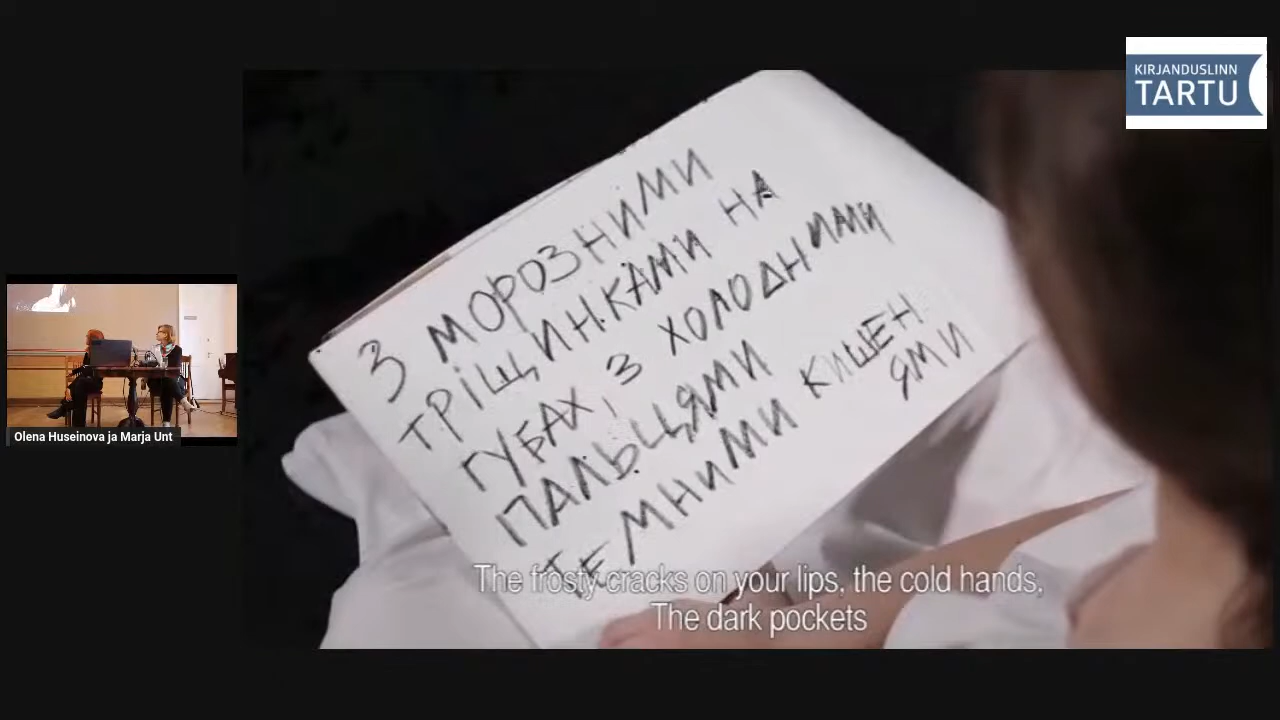 KIRJANDUSLINN
TARTU
З МОРОЗНИМИ
ТРІЩИНКАМИ НА
ГУБАХ, З ХОЛОДНИМИ
ПАЛЬЦЯМИ
ТЕМНИМИ КИШЕН
ЯМИ
The frosty cracks on your lips, the cold hands,
The dark pockets
Olena Huseinova ja Marja Unt